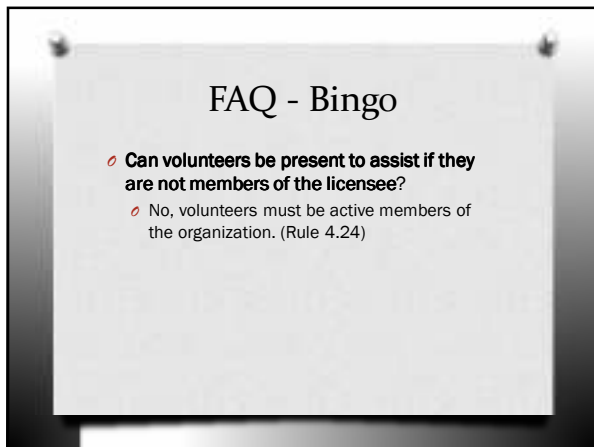 FAQ - Bingo
Can volunteers be present to assist if they
are not members of the licensee?
No, volunteers must be active members of
the organization. (Rule 4.24)